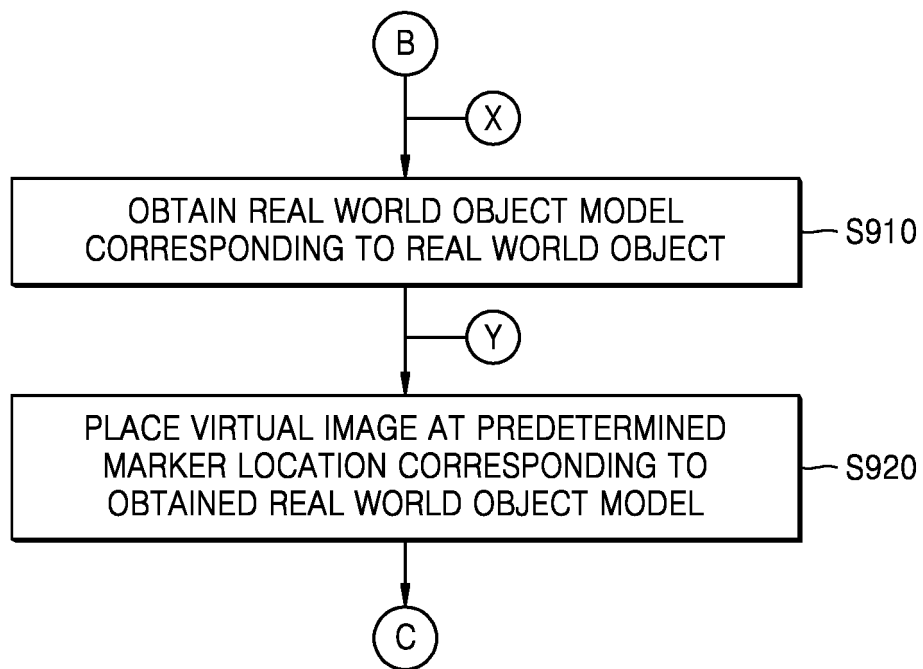 B
X
OBTAIN REAL WORLD OBJECT MODEL
CORRESPONDING TO REAL WORLD OBJECT
S910
Y
PLACE VIRTUAL IMAGE AT PREDETERMINED
MARKER LOCATION CORRESPONDING TO
OBTAINED REAL WORLD OBJECT MODEL
S920
C